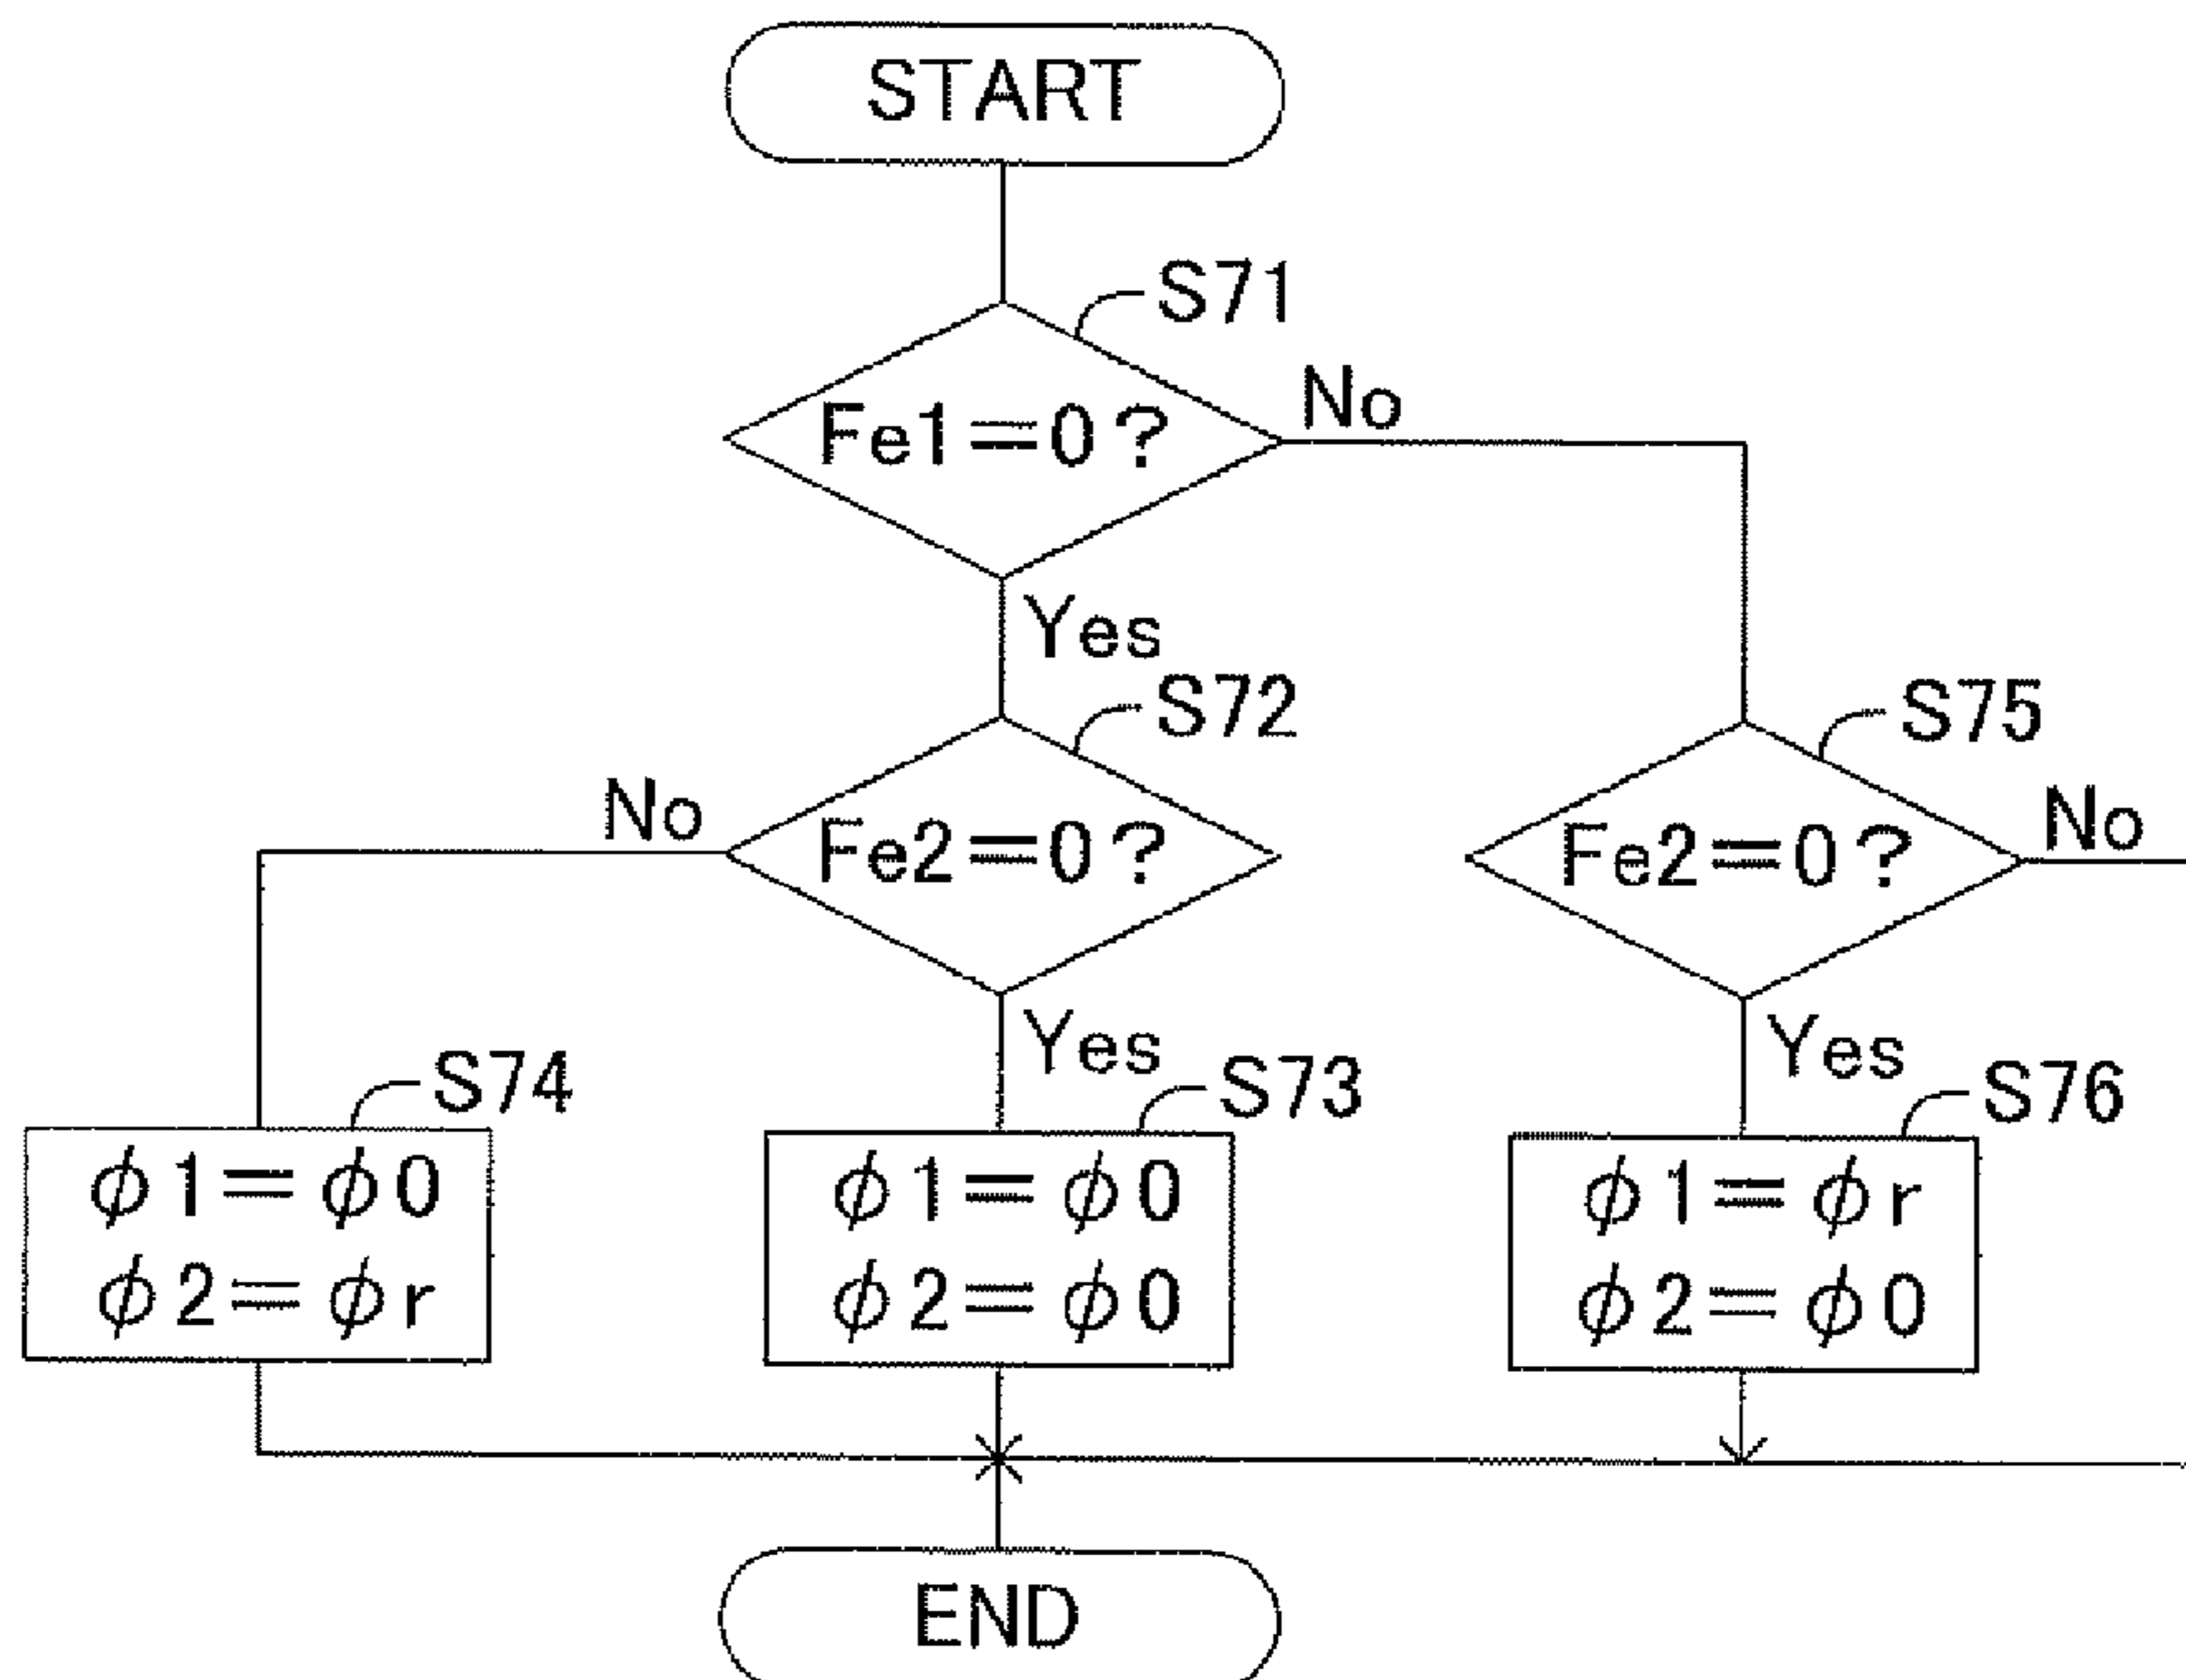 START
S71
Fe1=0?
No
Yes
S72
S75
No
Fe2=0?
Fe2=0?
No
Yes
Yes
S74
S73
S76
φ1=φ0
φ2=φr
φ1=φ0
φ2=φ0
φ1=φr
φ2=φ0
END